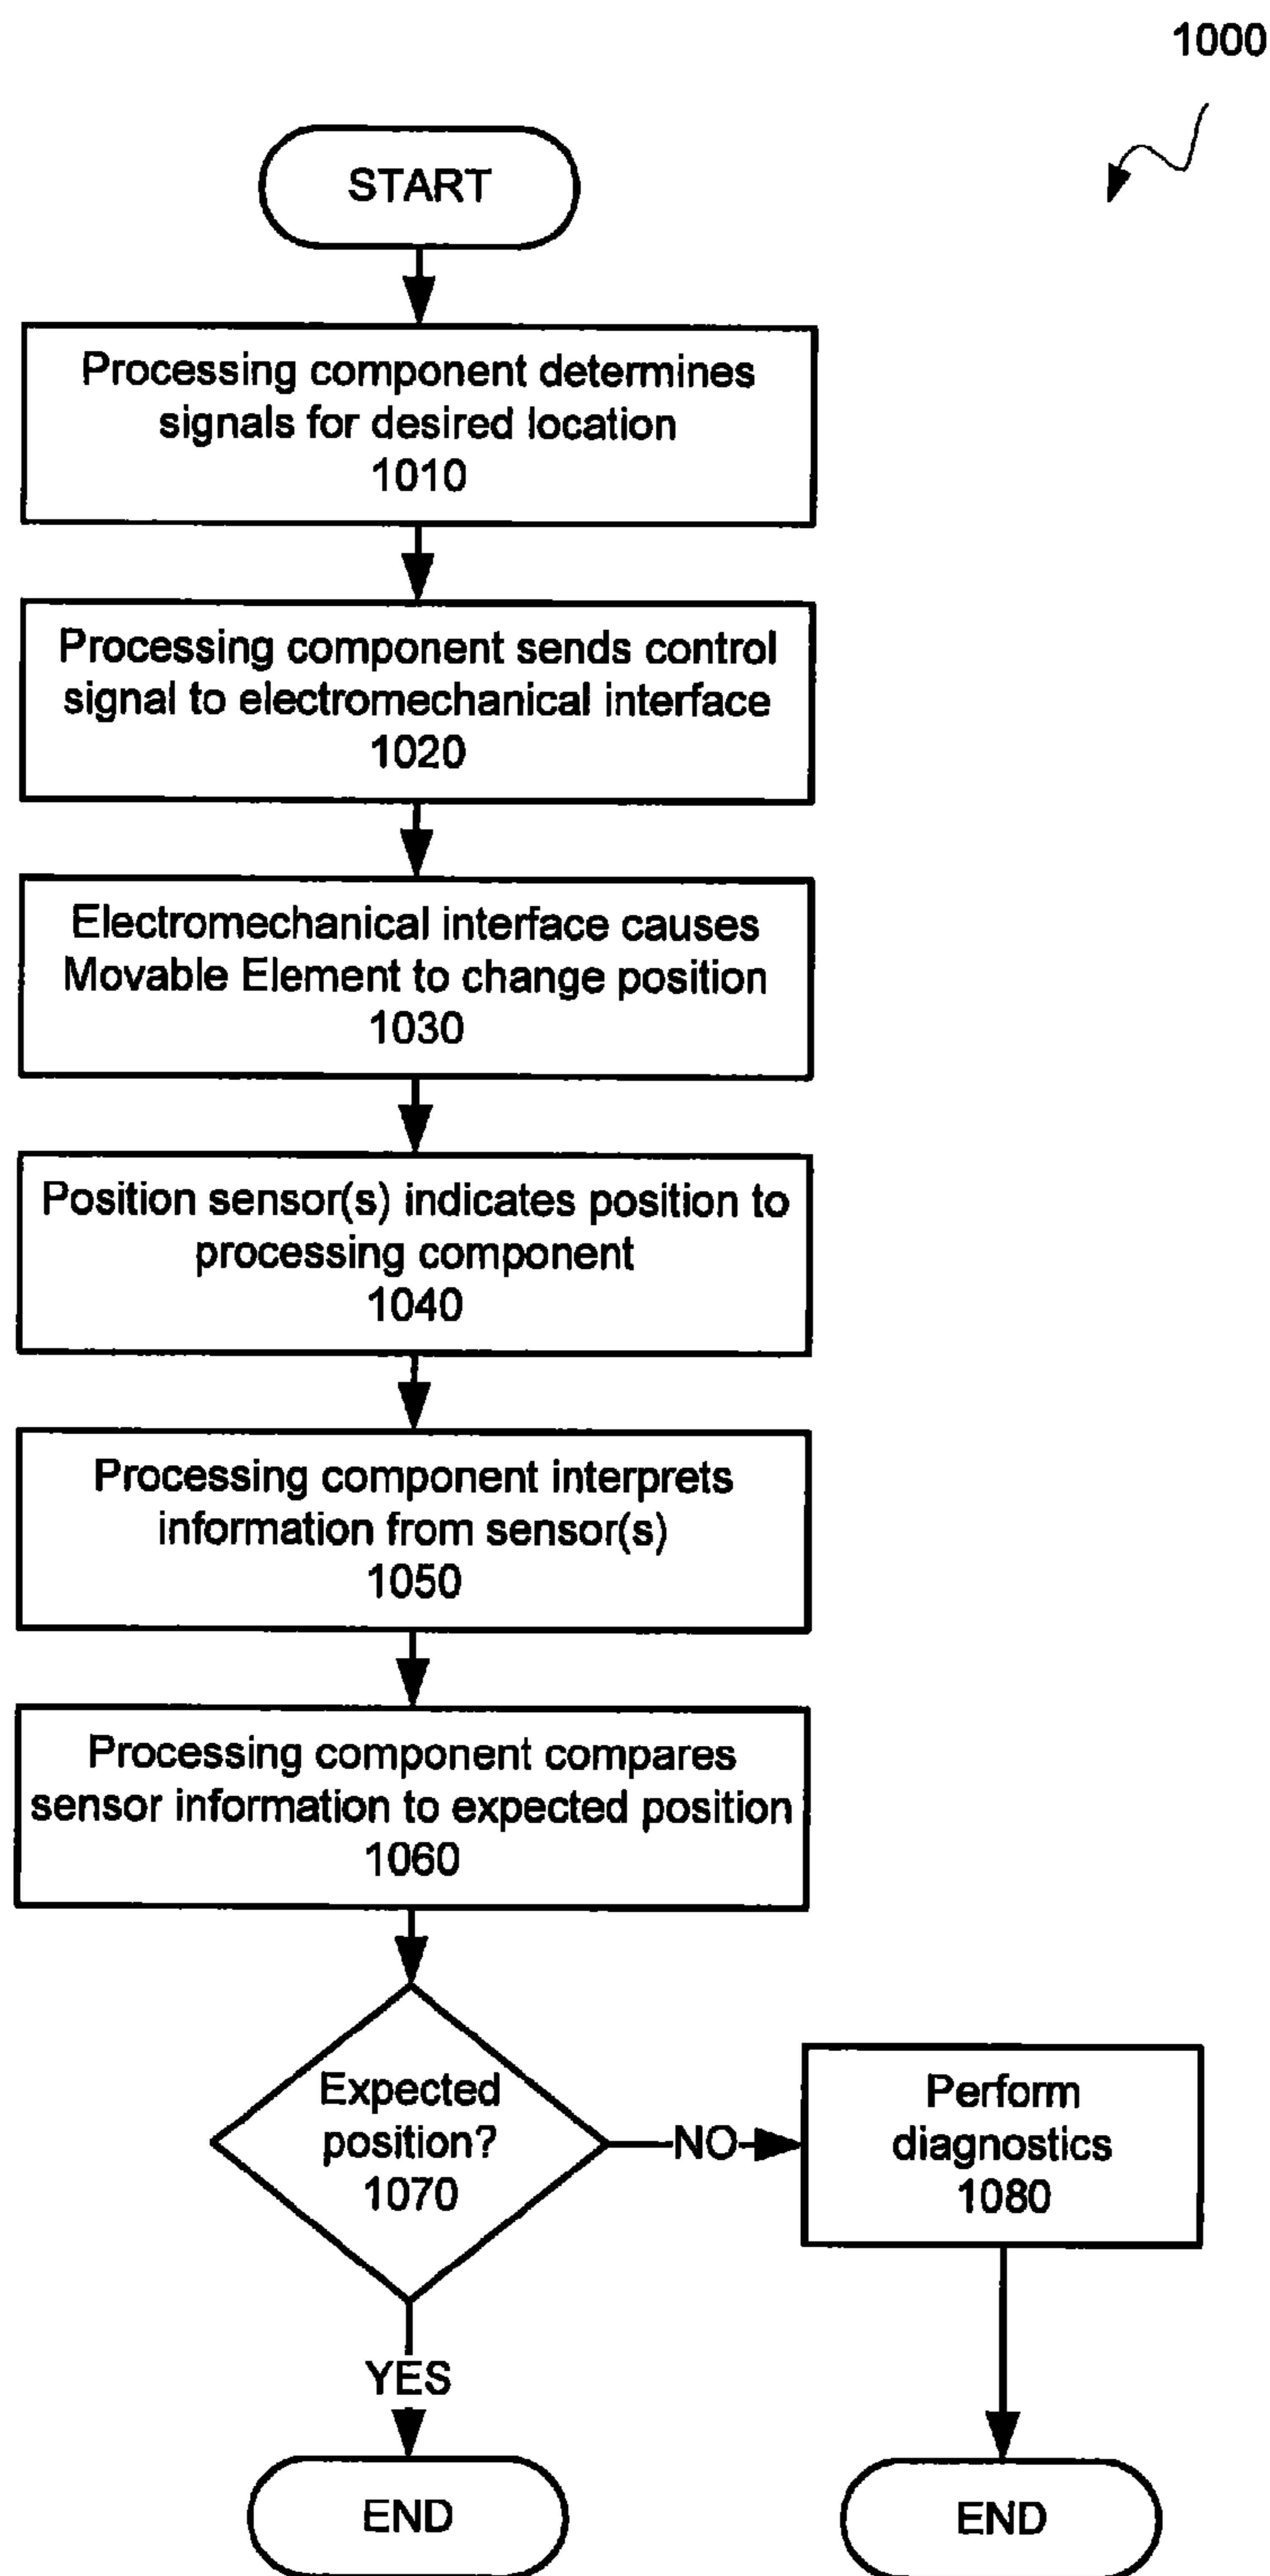 1000
START
Processing component determines
signals for desired location
1010
Processing component sends control
signal to electromechanical interface
1020
Electromechanical interface causes
Movable Element to change position
1030
Position sensor(s) indicates position to
processing component
1040
Processing component interprets
information from sensor(s)
1050
Processing component compares
sensor information to expected position
1060
Expected
position?
1070
NO
Perform
diagnostics
1080
YES
END
END